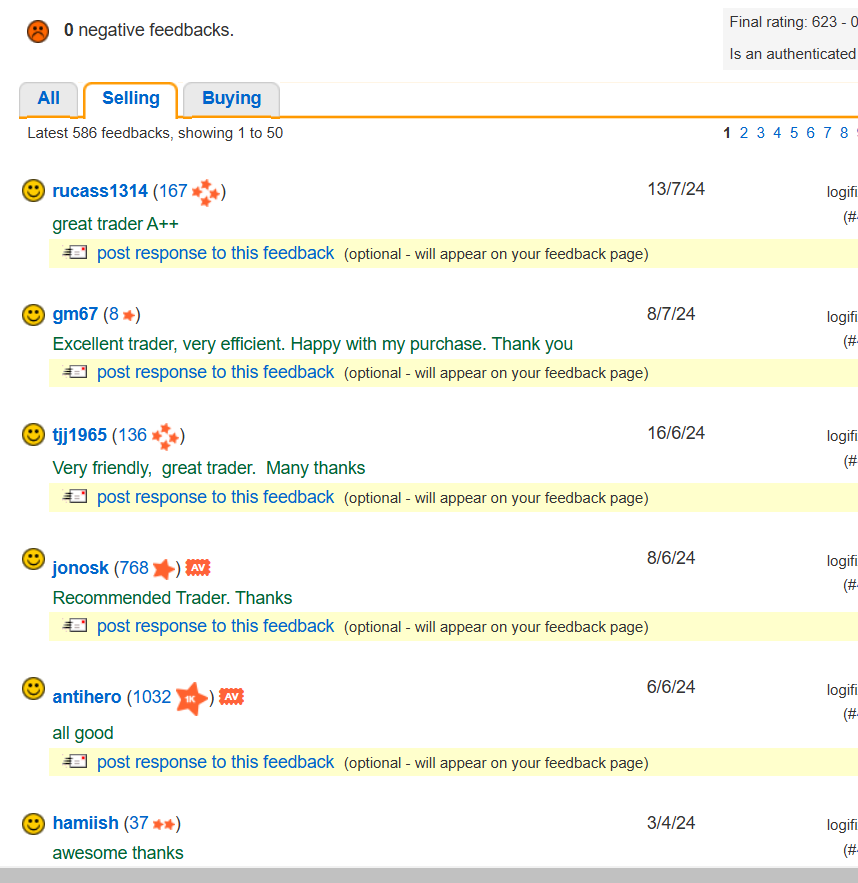 0 negative feedbacks.
Final rating: 623 - 0
Is an authenticated
All
Selling
Buying
Latest 586 feedbacks, showing 1 to 50
1 2 3 4 5 6 7 8
rucass1314 (167)
13/7/24
logifi
(#
great trader A++
post response to this feedback (optional - will appear on your feedback page)
gm67 (8)
8/7/24
logifi
(#
Excellent trader, very efficient. Happy with my purchase. Thank you
post response to this feedback (optional - will appear on your feedback page)
tjj1965 (136)
16/6/24
logifi
(#
Very friendly, great trader. Many thanks
post response to this feedback (optional - will appear on your feedback page)
jonosk (768) AV
8/6/24
logifi
(#
Recommended Trader. Thanks
post response to this feedback (optional - will appear on your feedback page)
antihero (1032 1K) AV
6/6/24
logifi
(#
all good
post response to this feedback (optional - will appear on your feedback page)
hamiish (37)
3/4/24
logifi
(#
awesome thanks